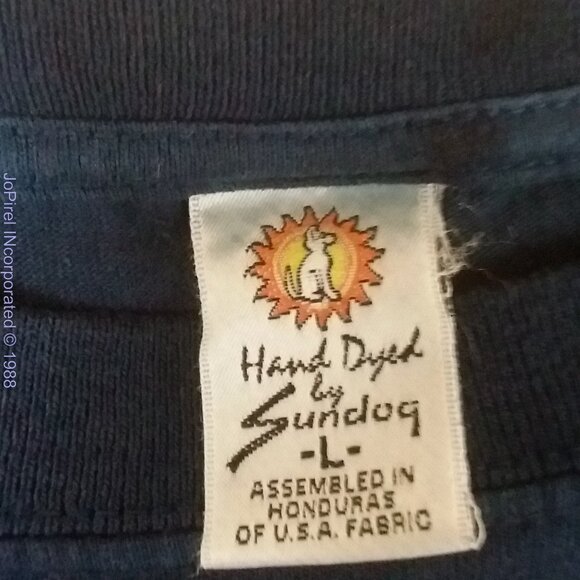 JoPirel INcorporated © 1988
Hand Dyed
by
Sundog
-L-
ASSEMBLED IN
HONDURAS
OF U.S.A. FABRIC